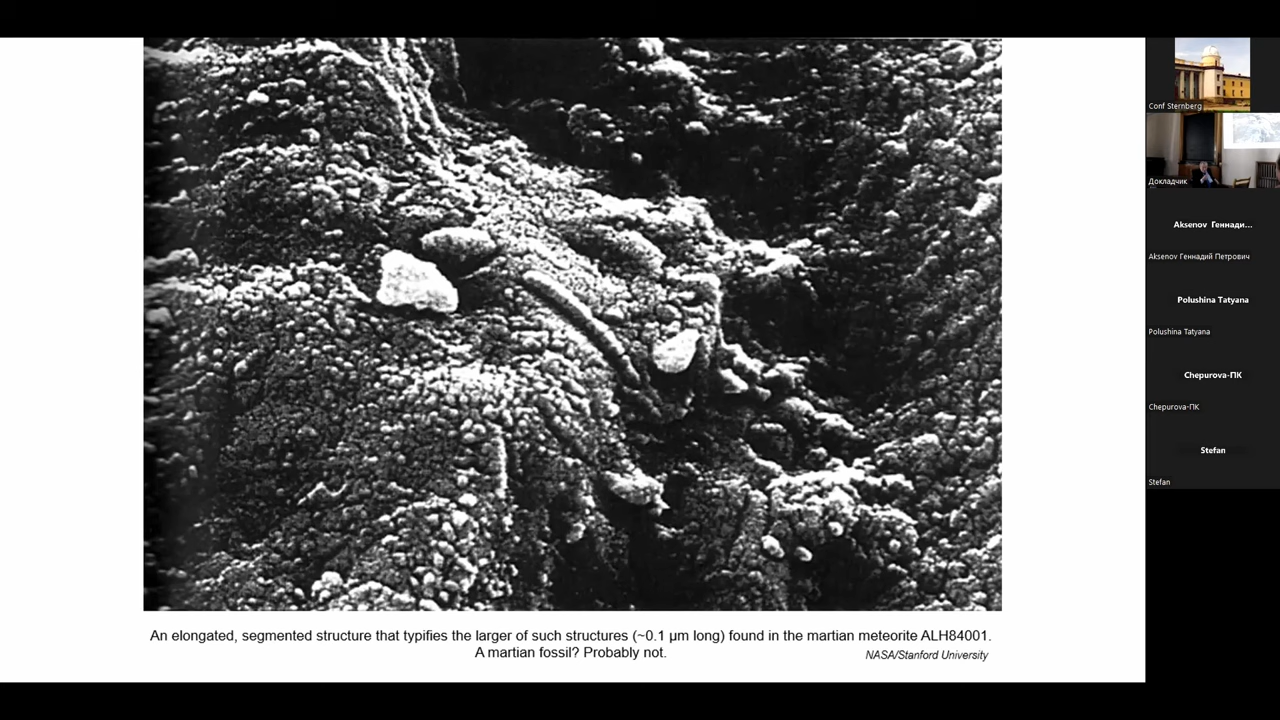 An elongated, segmented structure that typifies the larger of such structures (~0.1 µm long) found in the martian meteorite ALH84001.
A martian fossil? Probably not.
NASA/Stanford University
Conf Sternberg
Докладчик
Aksenov Геннади...
Aksenov Геннадий Петрович
Polushina Tatyana
Polushina Tatyana
Chepurova-ПК
Chepurova-ПК
Stefan
Stefan